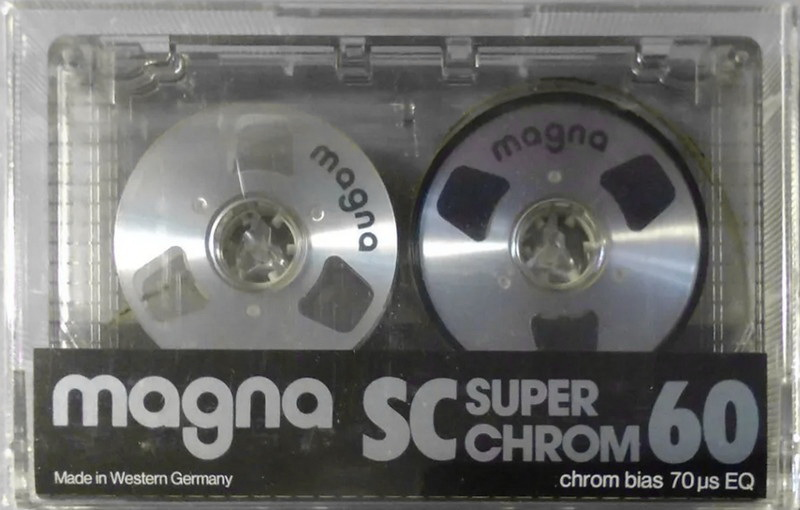 magna
magna
magna SC SUPER CHROM 60
Made in Western Germany
chrom bias 70 µs EQ